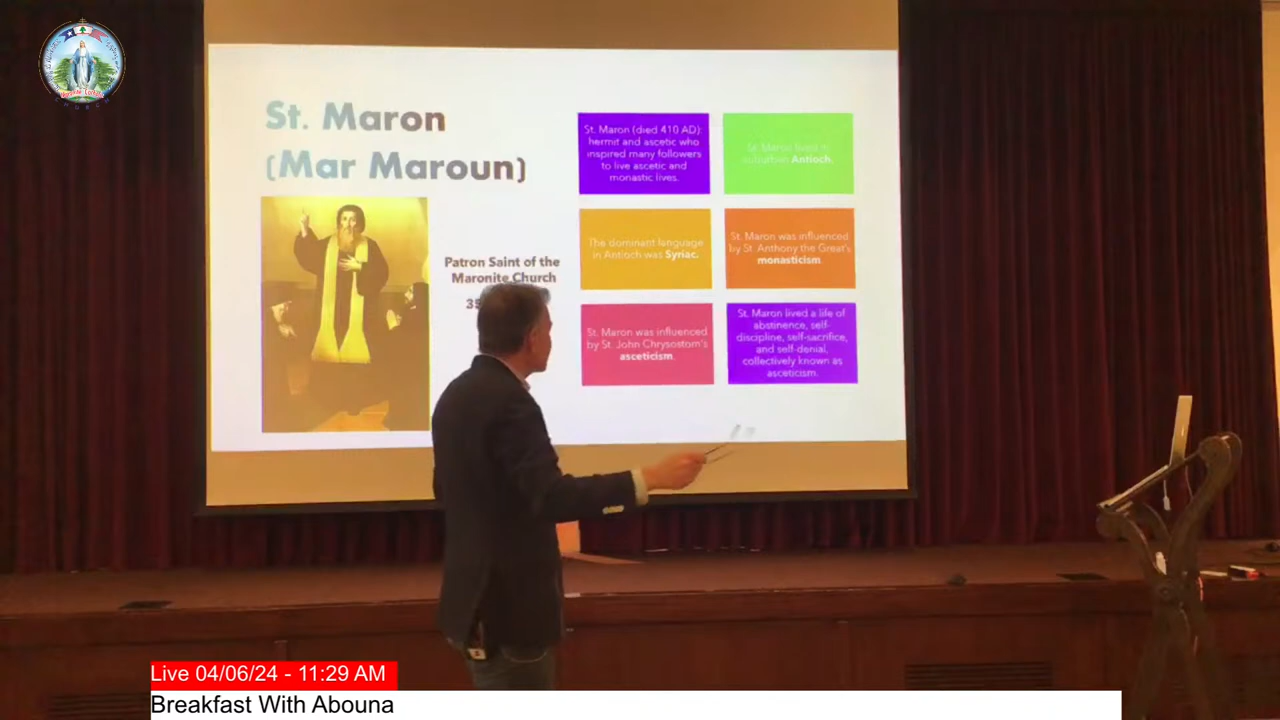 St. Maron
(Mar Maroun)
Patron Saint of the
Maronite Church
35
St. Maron (died 410 AD):
hermit and ascetic who
inspired many followers
to live ascetic and
monastic lives.
St. Maron lived in
suburban Antioch.
The dominant language
in Antioch was Syriac.
St. Maron was influenced
by St. Anthony the Great's
monasticism.
St. Maron was influenced
by St. John Chrysostom's
asceticism.
St. Maron lived a life of
abstinence, self-
discipline, self-sacrifice,
and self-denial,
collectively known as
asceticism.
Live 04/06/24 - 11:29 AM
Breakfast With Abouna